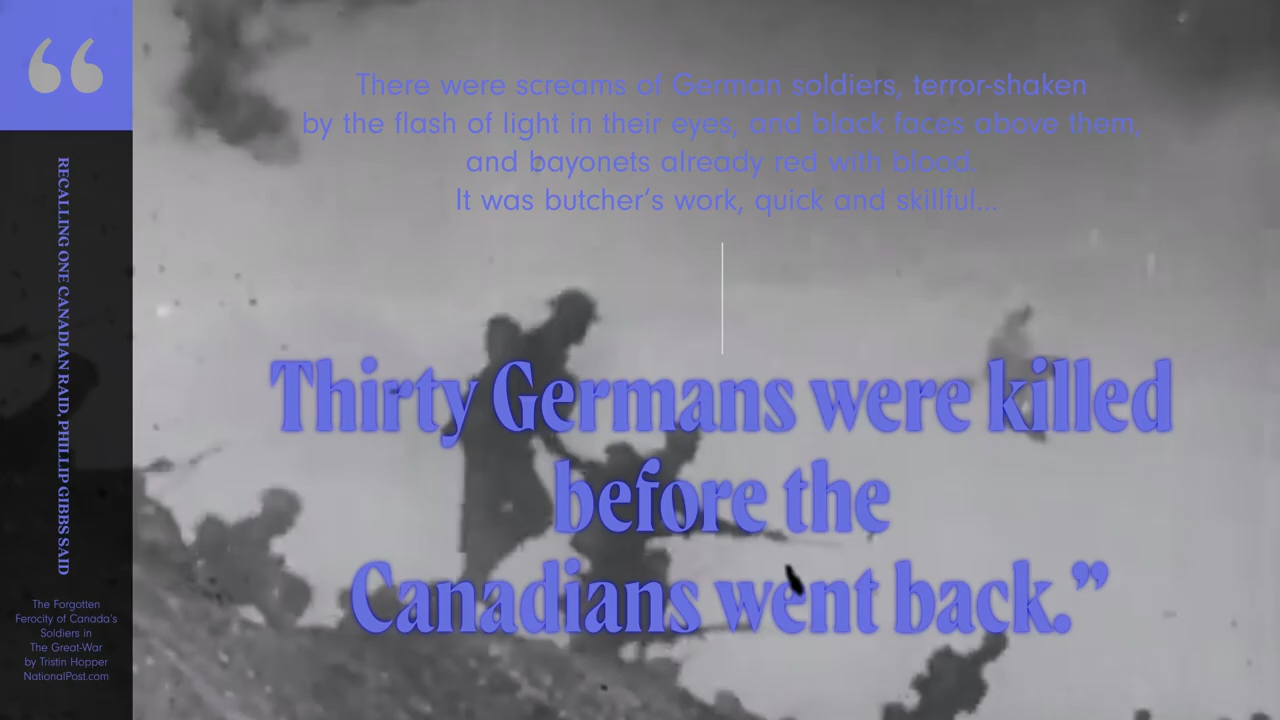 “
RECALLING ONE CANADIAN RAID, PHILLIP GIBBS SAID
The Forgotten
Ferocity of Canada's
Soldiers in
The Great-War
by Tristin Hopper
NationalPost.com
There were screams of German soldiers, terror-shaken
by the flash of light in their eyes, and black faces above them,
and bayonets already red with blood.
It was butcher’s work, quick and skillful...
Thirty Germans were killed
before the
Canadians went back.”